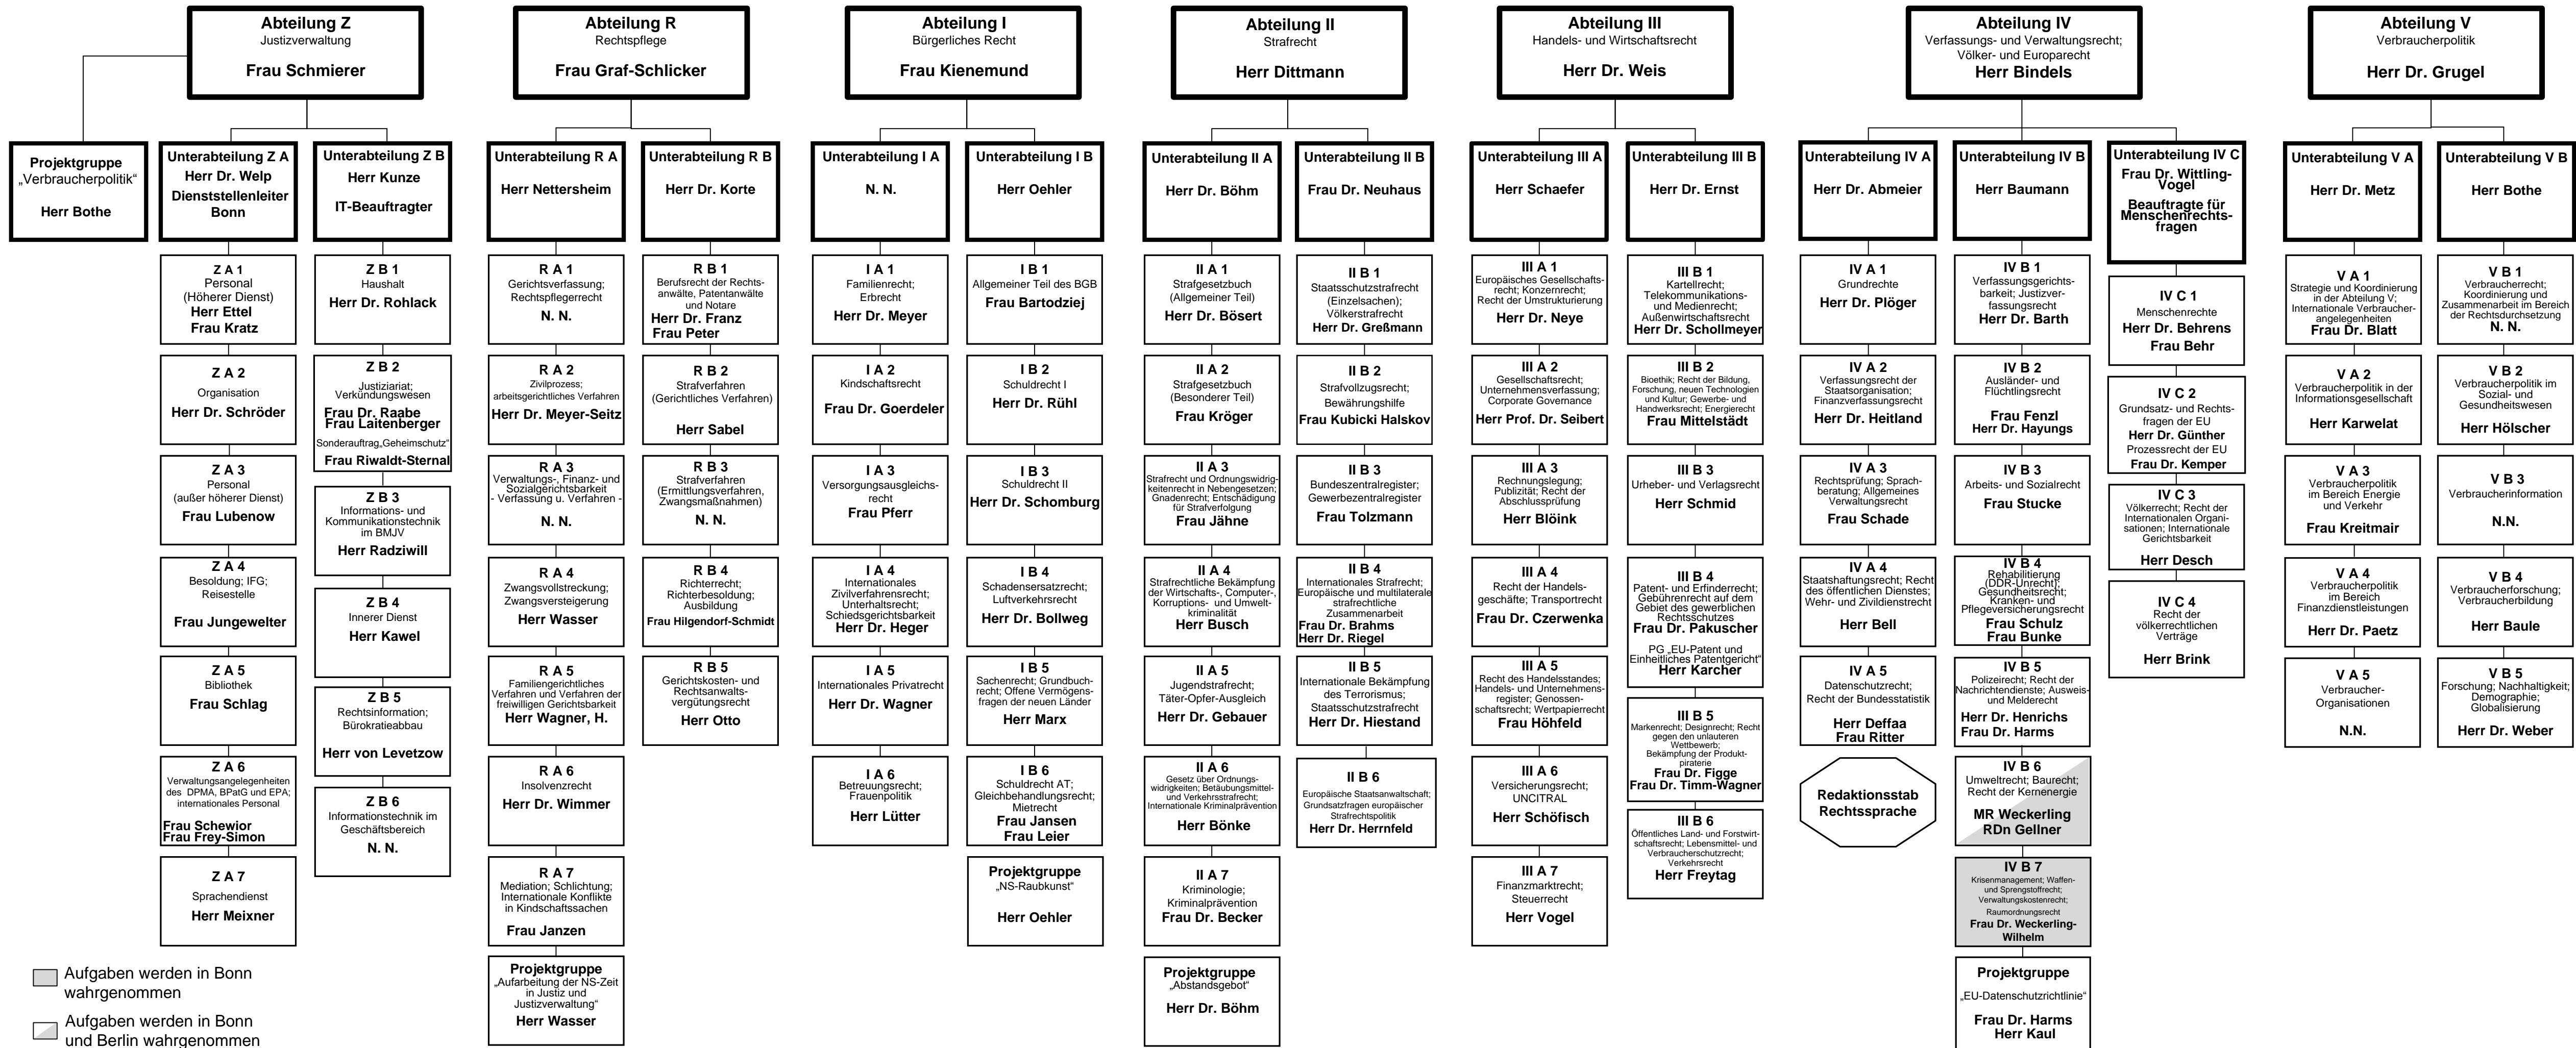 Abteilung Z
Justizverwaltung
Frau Schmierer
Abteilung R
Rechtspflege
Frau Graf-Schlicker
Abteilung I
Bürgerliches Recht
Frau Kienemund
Abteilung II
Strafrecht
Herr Dittmann
Abteilung III
Handels- und Wirtschaftsrecht
Herr Dr. Weis
Abteilung IV
Verfassungs- und Verwaltungsrecht;
Völker- und Europarecht
Herr Bindels
Abteilung V
Verbraucherpolitik
Herr Dr. Grugel
Projektgruppe
„Verbraucherpolitik“
Herr Bothe
Unterabteilung Z A
Herr Dr. Welp
Dienststellenleiter
Bonn
Z A 1
Personal
(Höherer Dienst)
Herr Ettel
Frau Kratz
Z A 2
Organisation
Herr Dr. Schröder
Z A 3
Personal
(außer höherer Dienst)
Frau Lubenow
Z A 4
Besoldung; IFG;
Reisestelle
Frau Jungewelter
Z A 5
Bibliothek
Frau Schlag
Z A 6
Verwaltungsangelegenheiten
des DPMA, BPatG und EPA;
internationales Personal
Frau Schewior
Frau Frey-Simon
Z A 7
Sprachendienst
Herr Meixner
Unterabteilung Z B
Herr Kunze
IT-Beauftragter
Z B 1
Haushalt
Herr Dr. Rohlack
Z B 2
Justiziariat;
Verkündungswesen
Frau Dr. Raabe
Frau Laitenberger
Sonderauftrag„Geheimschutz“
Frau Riwaldt-Sternal
Z B 3
Informations- und
Kommunikationstechnik
im BMJV
Herr Radziwill
Z B 4
Innerer Dienst
Herr Kawel
Z B 5
Rechtsinformation;
Bürokratieabbau
Herr von Levetzow
Z B 6
Informationstechnik im
Geschäftsbereich
N. N.
Unterabteilung R A
Herr Nettersheim
R A 1
Gerichtsverfassung;
Rechtspflegerrecht
N. N.
R A 2
Zivilprozess;
arbeitsgerichtliches Verfahren
Herr Dr. Meyer-Seitz
R A 3
Verwaltungs-, Finanz- und
Sozialgerichtsbarkeit
- Verfassung u. Verfahren -
N. N.
R A 4
Zwangsvollstreckung;
Zwangsversteigerung
Herr Wasser
R A 5
Familiengerichtliches
Verfahren und Verfahren der
freiwilligen Gerichtsbarkeit
Herr Wagner, H.
R A 6
Insolvenzrecht
Herr Dr. Wimmer
R A 7
Mediation; Schlichtung;
Internationale Konflikte
in Kindschaftssachen
Frau Janzen
Projektgruppe
„Aufarbeitung der NS-Zeit
in Justiz und
Justizverwaltung“
Herr Wasser
Unterabteilung R B
Herr Dr. Korte
R B 1
Berufsrecht der Rechts-
anwälte, Patentanwälte
und Notare
Herr Dr. Franz
Frau Peter
R B 2
Strafverfahren
(Gerichtliches Verfahren)
Herr Sabel
R B 3
Strafverfahren
(Ermittlungsverfahren,
Zwangsmaßnahmen)
N. N.
R B 4
Richterrecht;
Richterbesoldung;
Ausbildung
Frau Hilgendorf-Schmidt
R B 5
Gerichtskosten- und
Rechtsanwalts-
vergütungsrecht
Herr Otto
Unterabteilung I A
N. N.
I A 1
Familienrecht;
Erbrecht
Herr Dr. Meyer
I A 2
Kindschaftsrecht
Frau Dr. Goerdeler
I A 3
Versorgungsausgleichs-
recht
Frau Pferr
I A 4
Internationales
Zivilverfahrensrecht;
Unterhaltsrecht;
Schiedsgerichtsbarkeit
Herr Dr. Heger
I A 5
Internationales Privatrecht
Herr Dr. Wagner
I A 6
Betreuungsrecht;
Frauenpolitik
Herr Lütter
Unterabteilung I B
Herr Oehler
I B 1
Allgemeiner Teil des BGB
Frau Bartodziej
I B 2
Schuldrecht I
Herr Dr. Rühl
I B 3
Schuldrecht II
Herr Dr. Schomburg
I B 4
Schadensersatzrecht;
Luftverkehrsrecht
Herr Dr. Bollweg
I B 5
Sachenrecht; Grundbuch-
recht; Offene Vermögens-
fragen der neuen Länder
Herr Marx
I B 6
Schuldrecht AT;
Gleichbehandlungsrecht;
Mietrecht
Frau Jansen
Frau Leier
Projektgruppe
„NS-Raubkunst“
Herr Oehler
Unterabteilung II A
Herr Dr. Böhm
II A 1
Strafgesetzbuch
(Allgemeiner Teil)
Herr Dr. Bösert
II A 2
Strafgesetzbuch
(Besonderer Teil)
Frau Kröger
II A 3
Strafrecht und Ordnungswidrig-
keitenrecht in Nebengesetzen;
Gnadenrecht; Entschädigung
für Strafverfolgung
Frau Jähne
II A 4
Strafrechtliche Bekämpfung
der Wirtschafts-, Computer-,
Korruptions- und Umwelt-
kriminalität
Herr Busch
II A 5
Jugendstrafrecht;
Täter-Opfer-Ausgleich
Herr Dr. Gebauer
II A 6
Gesetz über Ordnungs-
widrigkeiten; Betäubungsmittel-
und Verkehrsstrafrecht;
Internationale Kriminalprävention
Herr Bönke
II A 7
Kriminologie;
Kriminalprävention
Frau Dr. Becker
Projektgruppe
„Abstandsgebot“
Herr Dr. Böhm
Unterabteilung II B
Frau Dr. Neuhaus
II B 1
Staatsschutzstrafrecht
(Einzelsachen);
Völkerstrafrecht
Herr Dr. Greßmann
II B 2
Strafvollzugsrecht;
Bewährungshilfe
Frau Kubicki Halskov
II B 3
Bundeszentralregister;
Gewerbezentralregister
Frau Tolzmann
II B 4
Internationales Strafrecht;
Europäische und multilaterale
strafrechtliche
Zusammenarbeit
Frau Dr. Brahms
Herr Dr. Riegel
II B 5
Internationale Bekämpfung
des Terrorismus;
Staatsschutzstrafrecht
Herr Dr. Hiestand
II B 6
Europäische Staatsanwaltschaft;
Grundsatzfragen europäischer
Strafrechtspolitik
Herr Dr. Herrnfeld
Unterabteilung III A
Herr Schaefer
III A 1
Europäisches Gesellschafts-
recht; Konzernrecht;
Recht der Umstrukturierung
Herr Dr. Neye
III A 2
Gesellschaftsrecht;
Unternehmensverfassung;
Corporate Governance
Herr Prof. Dr. Seibert
III A 3
Rechnungslegung;
Publizität; Recht der
Abschlussprüfung
Herr Blöink
III A 4
Recht der Handels-
geschäfte; Transportrecht
Frau Dr. Czerwenka
III A 5
Recht des Handelsstandes;
Handels- und Unternehmens-
register; Genossen-
schaftsrecht; Wertpapierrecht
Frau Höhfeld
III A 6
Versicherungsrecht;
UNCITRAL
Herr Schöfisch
III A 7
Finanzmarktrecht;
Steuerrecht
Herr Vogel
Unterabteilung III B
Herr Dr. Ernst
III B 1
Kartellrecht;
Telekommunikations-
und Medienrecht;
Außenwirtschaftsrecht
Herr Dr. Schollmeyer
III B 2
Bioethik; Recht der Bildung,
Forschung, neuen Technologien
und Kultur; Gewerbe- und
Handwerksrecht; Energierecht
Frau Mittelstädt
III B 3
Urheber- und Verlagsrecht
Herr Schmid
III B 4
Patent- und Erfinderrecht;
Gebührenrecht auf dem
Gebiet des gewerblichen
Rechtsschutzes
Frau Dr. Pakuscher
PG „EU-Patent und
Einheitliches Patentgericht“
Herr Karcher
III B 5
Markenrecht; Designrecht; Recht
gegen den unlauteren
Wettbewerb;
Bekämpfung der Produkt-
piraterie
Frau Dr. Figge
Frau Dr. Timm-Wagner
III B 6
Öffentliches Land- und Forstwirt-
schaftsrecht; Lebensmittel- und
Verbraucherschutzrecht;
Verkehrsrecht
Herr Freytag
Unterabteilung IV A
Herr Dr. Abmeier
IV A 1
Grundrechte
Herr Dr. Plöger
IV A 2
Verfassungsrecht der
Staatsorganisation;
Finanzverfassungsrecht
Herr Dr. Heitland
IV A 3
Rechtsprüfung; Sprach-
beratung; Allgemeines
Verwaltungsrecht
Frau Schade
IV A 4
Staatshaftungsrecht; Recht
des öffentlichen Dienstes;
Wehr- und Zivildienstrecht
Herr Bell
IV A 5
Datenschutzrecht;
Recht der Bundesstatistik
Herr Deffaa
Frau Ritter
Redaktionsstab
Rechtssprache
Unterabteilung IV B
Herr Baumann
IV B 1
Verfassungsgerichts-
barkeit; Justizver-
fassungsrecht
Herr Dr. Barth
IV B 2
Ausländer- und
Flüchtlingsrecht
Frau Fenzl
Herr Dr. Hayungs
IV B 3
Arbeits- und Sozialrecht
Frau Stucke
IV B 4
Rehabilitierung
(DDR-Unrecht);
Gesundheitsrecht;
Kranken- und
Pflegeversicherungsrecht
Frau Schulz
Frau Bunke
IV B 5
Polizeirecht; Recht der
Nachrichtendienste; Ausweis-
und Melderecht
Herr Dr. Henrichs
Frau Dr. Harms
IV B 6
Umweltrecht; Baurecht;
Recht der Kernenergie
MR Weckerling
RDn Gellner
IV B 7
Krisenmanagement; Waffen-
und Sprengstoffrecht;
Verwaltungskostenrecht;
Raumordnungsrecht
Frau Dr. Weckerling-
Wilhelm
Projektgruppe
„EU-Datenschutzrichtlinie“
Frau Dr. Harms
Herr Kaul
Unterabteilung IV C
Frau Dr. Wittling-
Vogel
Beauftragte für
Menschenrechts-
fragen
IV C 1
Menschenrechte
Herr Dr. Behrens
Frau Behr
IV C 2
Grundsatz- und Rechts-
fragen der EU
Herr Dr. Günther
Prozessrecht der EU
Frau Dr. Kemper
IV C 3
Völkerrecht; Recht der
Internationalen Organi-
sationen; Internationale
Gerichtsbarkeit
Herr Desch
IV C 4
Recht der
völkerrechtlichen
Verträge
Herr Brink
Unterabteilung V A
Herr Dr. Metz
V A 1
Strategie und Koordinierung
in der Abteilung V;
Internationale Verbraucher-
angelegenheiten
Frau Dr. Blatt
V A 2
Verbraucherpolitik in der
Informationsgesellschaft
Herr Karwelat
V A 3
Verbraucherpolitik
im Bereich Energie
und Verkehr
Frau Kreitmair
V A 4
Verbraucherpolitik
im Bereich
Finanzdienstleistungen
Herr Dr. Paetz
V A 5
Verbraucher-
Organisationen
N.N.
Unterabteilung V B
Herr Bothe
V B 1
Verbraucherrecht;
Koordinierung und
Zusammenarbeit im Bereich
der Rechtsdurchsetzung
N. N.
V B 2
Verbraucherpolitik im
Sozial- und
Gesundheitswesen
Herr Hölscher
V B 3
Verbraucherinformation
N.N.
V B 4
Verbraucherforschung;
Verbraucherbildung
Herr Baule
V B 5
Forschung; Nachhaltigkeit;
Demographie;
Globalisierung
Herr Dr. Weber
Aufgaben werden in Bonn
wahrgenommen
Aufgaben werden in Bonn
und Berlin wahrgenommen